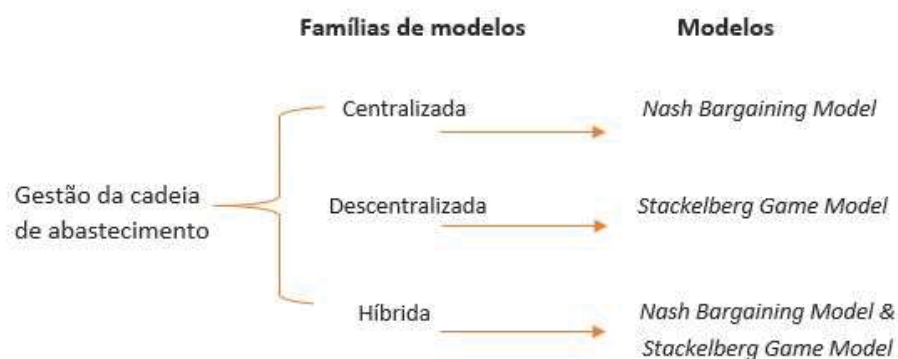 Famílias de modelos
Modelos
Centralizada
Nash Bargaining Model
Gestão da cadeia
de abastecimento
Descentralizada
Stackelberg Game Model
Híbrida
Nash Bargaining Model &
Stackelberg Game Model